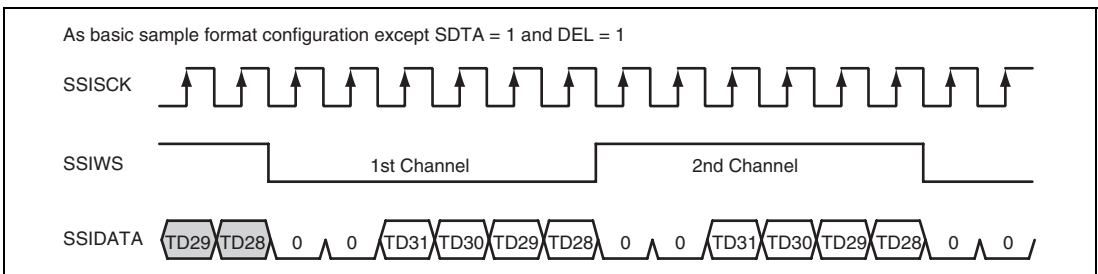 As basic sample format configuration except SDTA = 1 and DEL = 1
SSISCK
SSIWS 1st Channel 2nd Channel
SSIDATA TD29 TD28 0 0 TD31 TD30 TD29 TD28 0 0 TD31 TD30 TD29 TD28 0 0